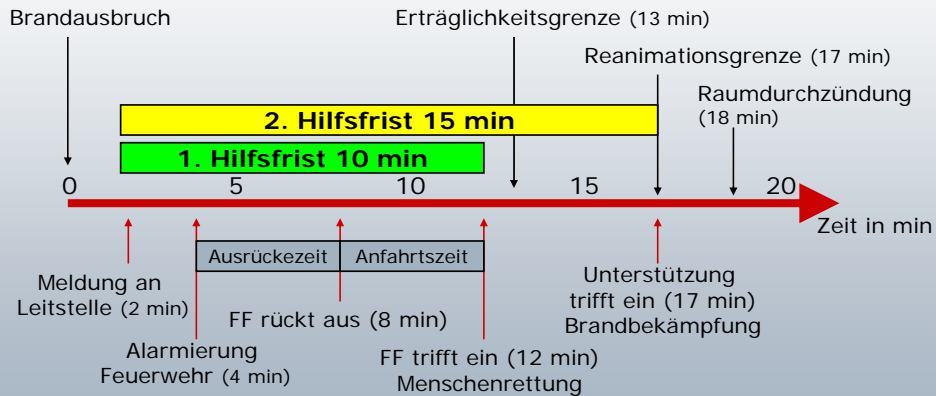 Brandausbruch
Erträglichkeitsgrenze (13 min)
Reanimationsgrenze (17 min)
Raumdurchzündung
(18 min)
2. Hilfsfrist 15 min
1. Hilfsfrist 10 min
0 5 10 15 20
Zeit in min
Ausrückezeit Anfahrtszeit
Meldung an
Leitstelle (2 min)
FF rückt aus (8 min)
Unterstützung
trifft ein (17 min)
Brandbekämpfung
Alarmierung
Feuerwehr (4 min)
FF trifft ein (12 min)
Menschenrettung